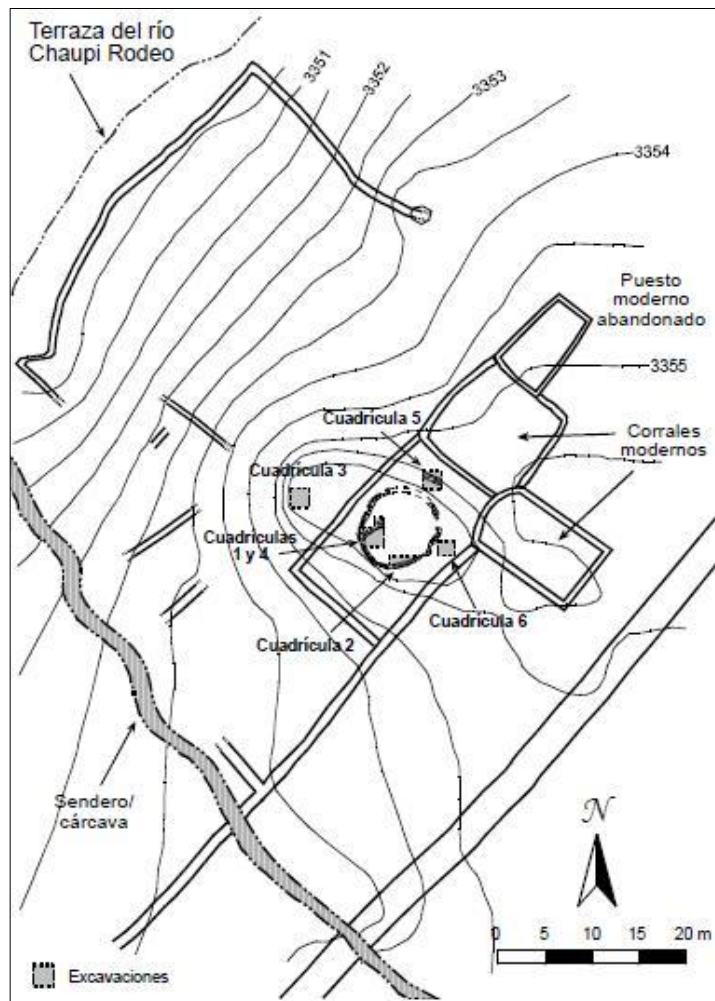 Terraza del río
Chaupi Rodeo
3351
3352
3353
3354
Puesto
moderno
abandonado
3355
Cuadrícula 5
Corrales
modernos
Cuadrícula 3
Cuadrículas
1 y 4
Cuadrícula 6
Cuadrícula 2
Sendero/
cárcava
N
0 5 10 15 20 m
Excavaciones